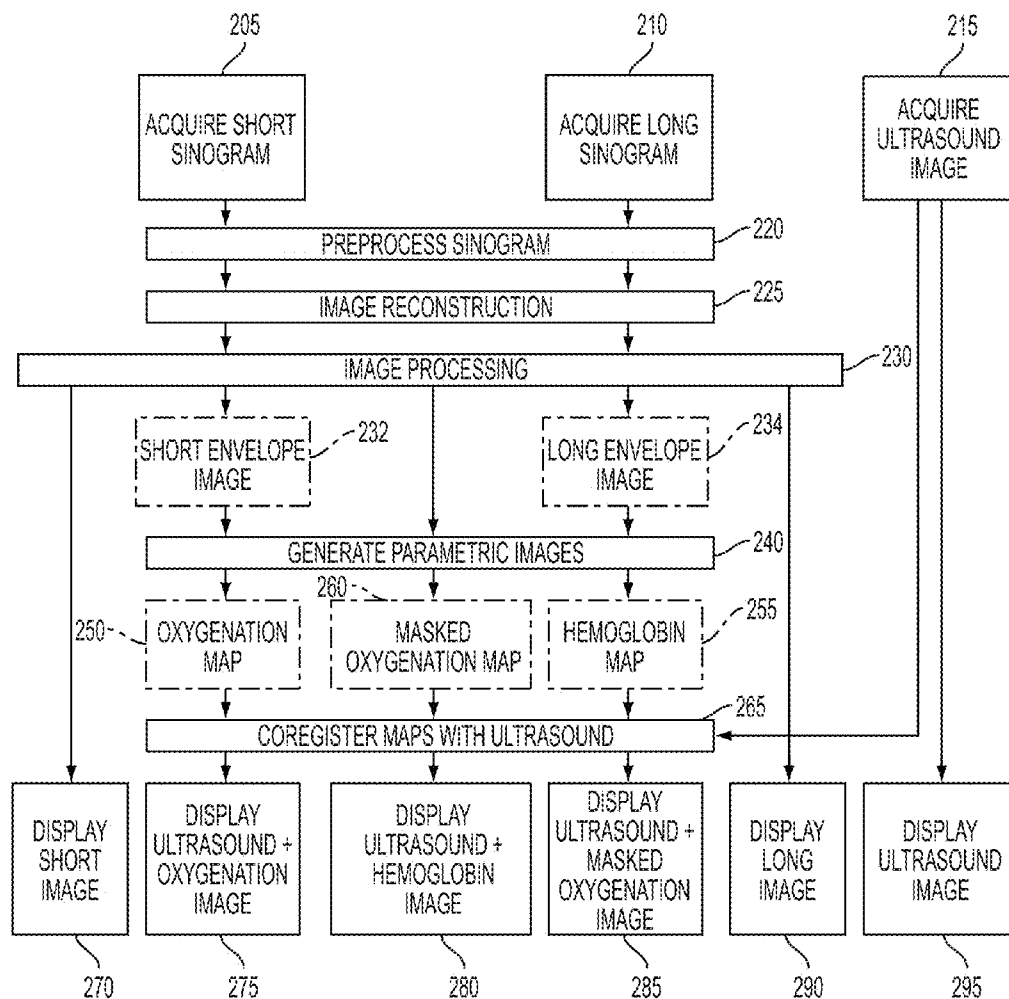 205
210
215
ACQUIRE SHORT
SINOGRAM
ACQUIRE LONG
SINOGRAM
ACQUIRE
ULTRASOUND
IMAGE
PREPROCESS SINOGRAM
220
IMAGE RECONSTRUCTION
225
IMAGE PROCESSING
230
SHORT ENVELOPE
IMAGE
232
LONG ENVELOPE
IMAGE
234
GENERATE PARAMETRIC IMAGES
240
250
OXYGENATION
MAP
260
MASKED
OXYGENATION MAP
HEMOGLOBIN
MAP
255
COREGISTER MAPS WITH ULTRASOUND
265
DISPLAY
SHORT
IMAGE
DISPLAY
ULTRASOUND +
OXYGENATION
IMAGE
DISPLAY
ULTRASOUND +
HEMOGLOBIN IMAGE
DISPLAY
ULTRASOUND +
MASKED
OXYGENATION
IMAGE
DISPLAY
LONG
IMAGE
DISPLAY
ULTRASOUND
IMAGE
270
275
280
285
290
295